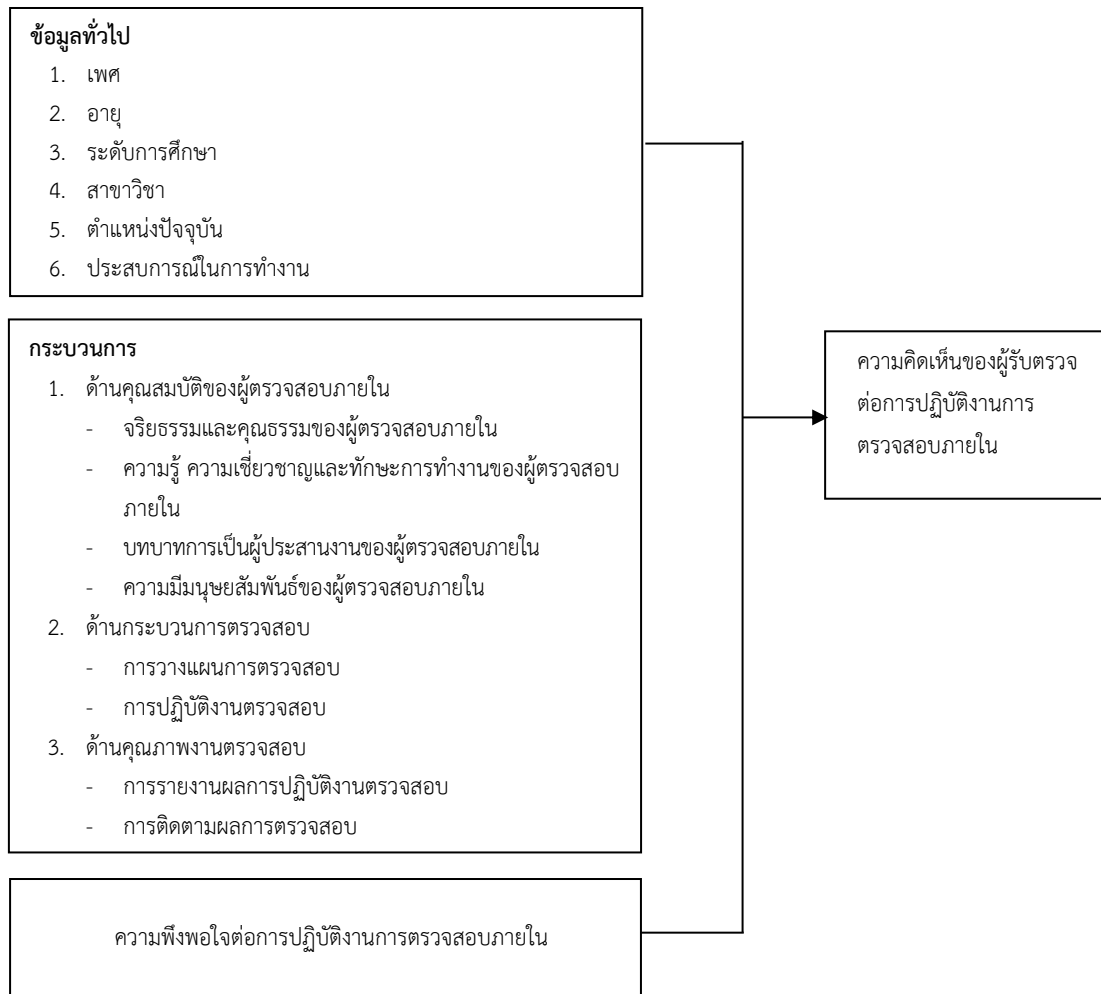 ข้อมูลทั่วไป
1. เพศ
2. อายุ
3. ระดับการศึกษา
4. สาขาวิชา
5. ตำแหน่งปัจจุบัน
6. ประสบการณ์ในการทำงาน
กระบวนการ
1. ด้านคุณสมบัติของผู้ตรวจสอบภายใน
- จริยธรรมและคุณธรรมของผู้ตรวจสอบภายใน
- ความรู้ ความเชี่ยวชาญและทักษะการทำงานของผู้ตรวจสอบ
ภายใน
- บทบาทการเป็นผู้ประสานงานของผู้ตรวจสอบภายใน
- ความมีมนุษยสัมพันธ์ของผู้ตรวจสอบภายใน
2. ด้านกระบวนการตรวจสอบ
- การวางแผนการตรวจสอบ
- การปฏิบัติงานตรวจสอบ
3. ด้านคุณภาพงานตรวจสอบ
- การรายงานผลการปฏิบัติงานตรวจสอบ
- การติดตามผลการตรวจสอบ
ความพึงพอใจต่อการปฏิบัติงานการตรวจสอบภายใน
ความคิดเห็นของผู้รับตรวจ
ต่อการปฏิบัติงานการ
ตรวจสอบภายใน